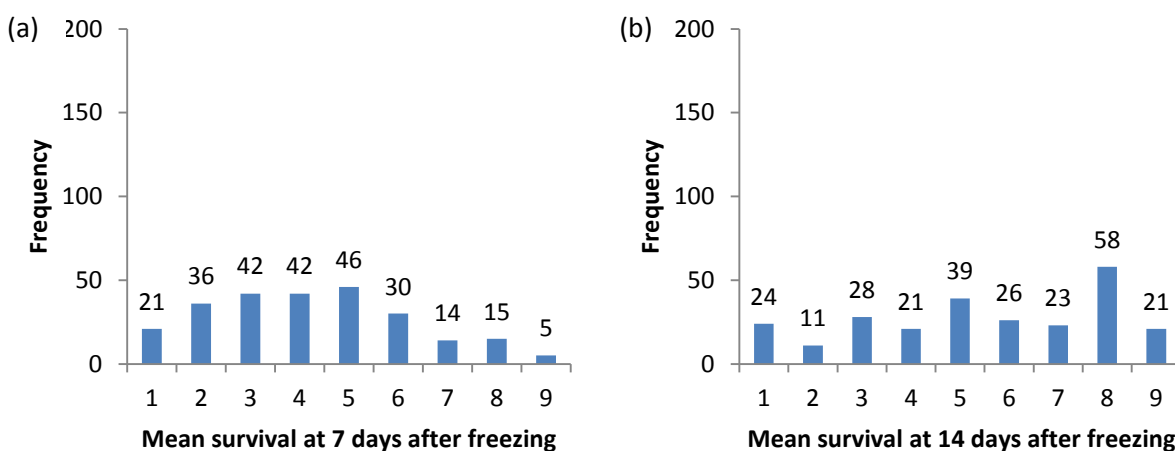 (a)
200
150
100
50
0
Frequency
21 36 42 42 46 30 14 15 5
1 2 3 4 5 6 7 8 9
Mean survival at 7 days after freezing
(b)
200
150
100
50
0
Frequency
24 11 28 21 39 26 23 58 21
1 2 3 4 5 6 7 8 9
Mean survival at 14 days after freezing